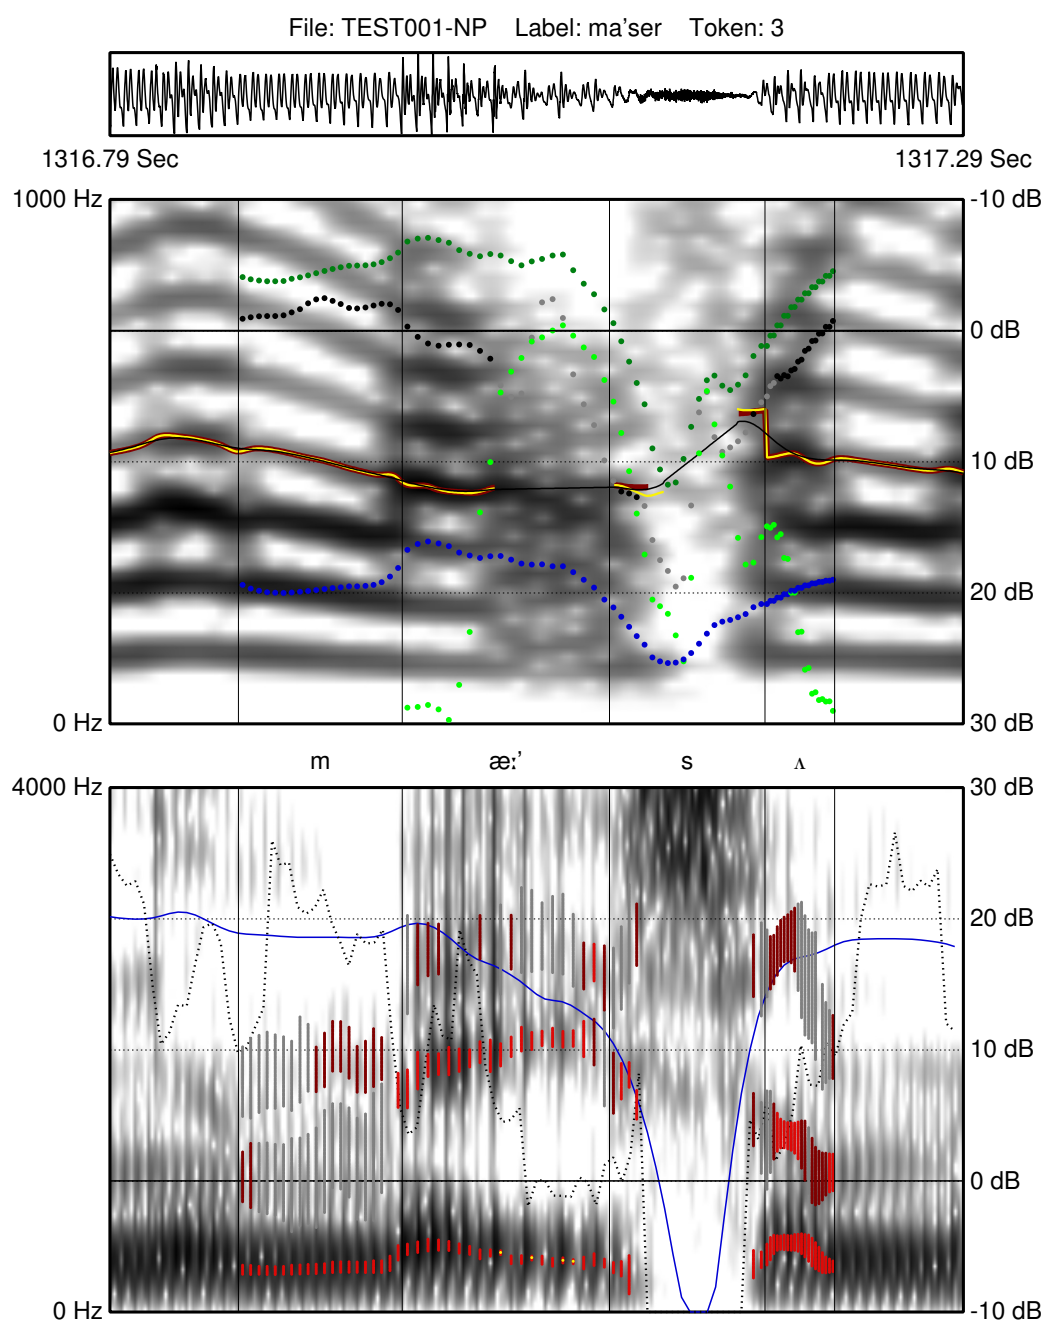 File: TEST001-NP Label: ma'ser Token: 3
1316.79 Sec 1317.29 Sec
1000 Hz -10 dB
0 dB
10 dB
20 dB
0 Hz 30 dB
m æː’ s ʌ
4000 Hz 30 dB
20 dB
10 dB
0 dB
0 Hz -10 dB